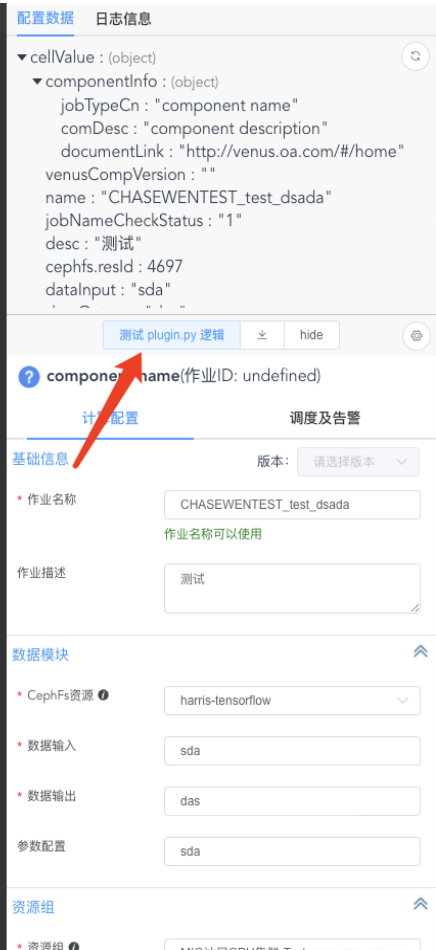 配置数据 日志信息
cellValue : (object)
componentInfo : (object)
jobTypeCn : "component name"
comDesc : "component description"
documentLink : "http://venus.oa.com/#/home"
venusCompVersion : ""
name : "CHASEWENTEST_test_dsada"
jobNameCheckStatus : "1"
desc : "测试"
cephfs.resId : 4697
dataInput : "sda"
测试 plugin.py 逻辑 hide
? component name(作业ID: undefined)
计算配置 调度及告警
基础信息 版本: 请选择版本
* 作业名称 CHASEWENTEST_test_dsada
作业名称可以使用
作业描述 测试
数据模块
* CephFs资源 harris-tensorflow
* 数据输入 sda
* 数据输出 das
参数配置 sda
资源组
* 资源组